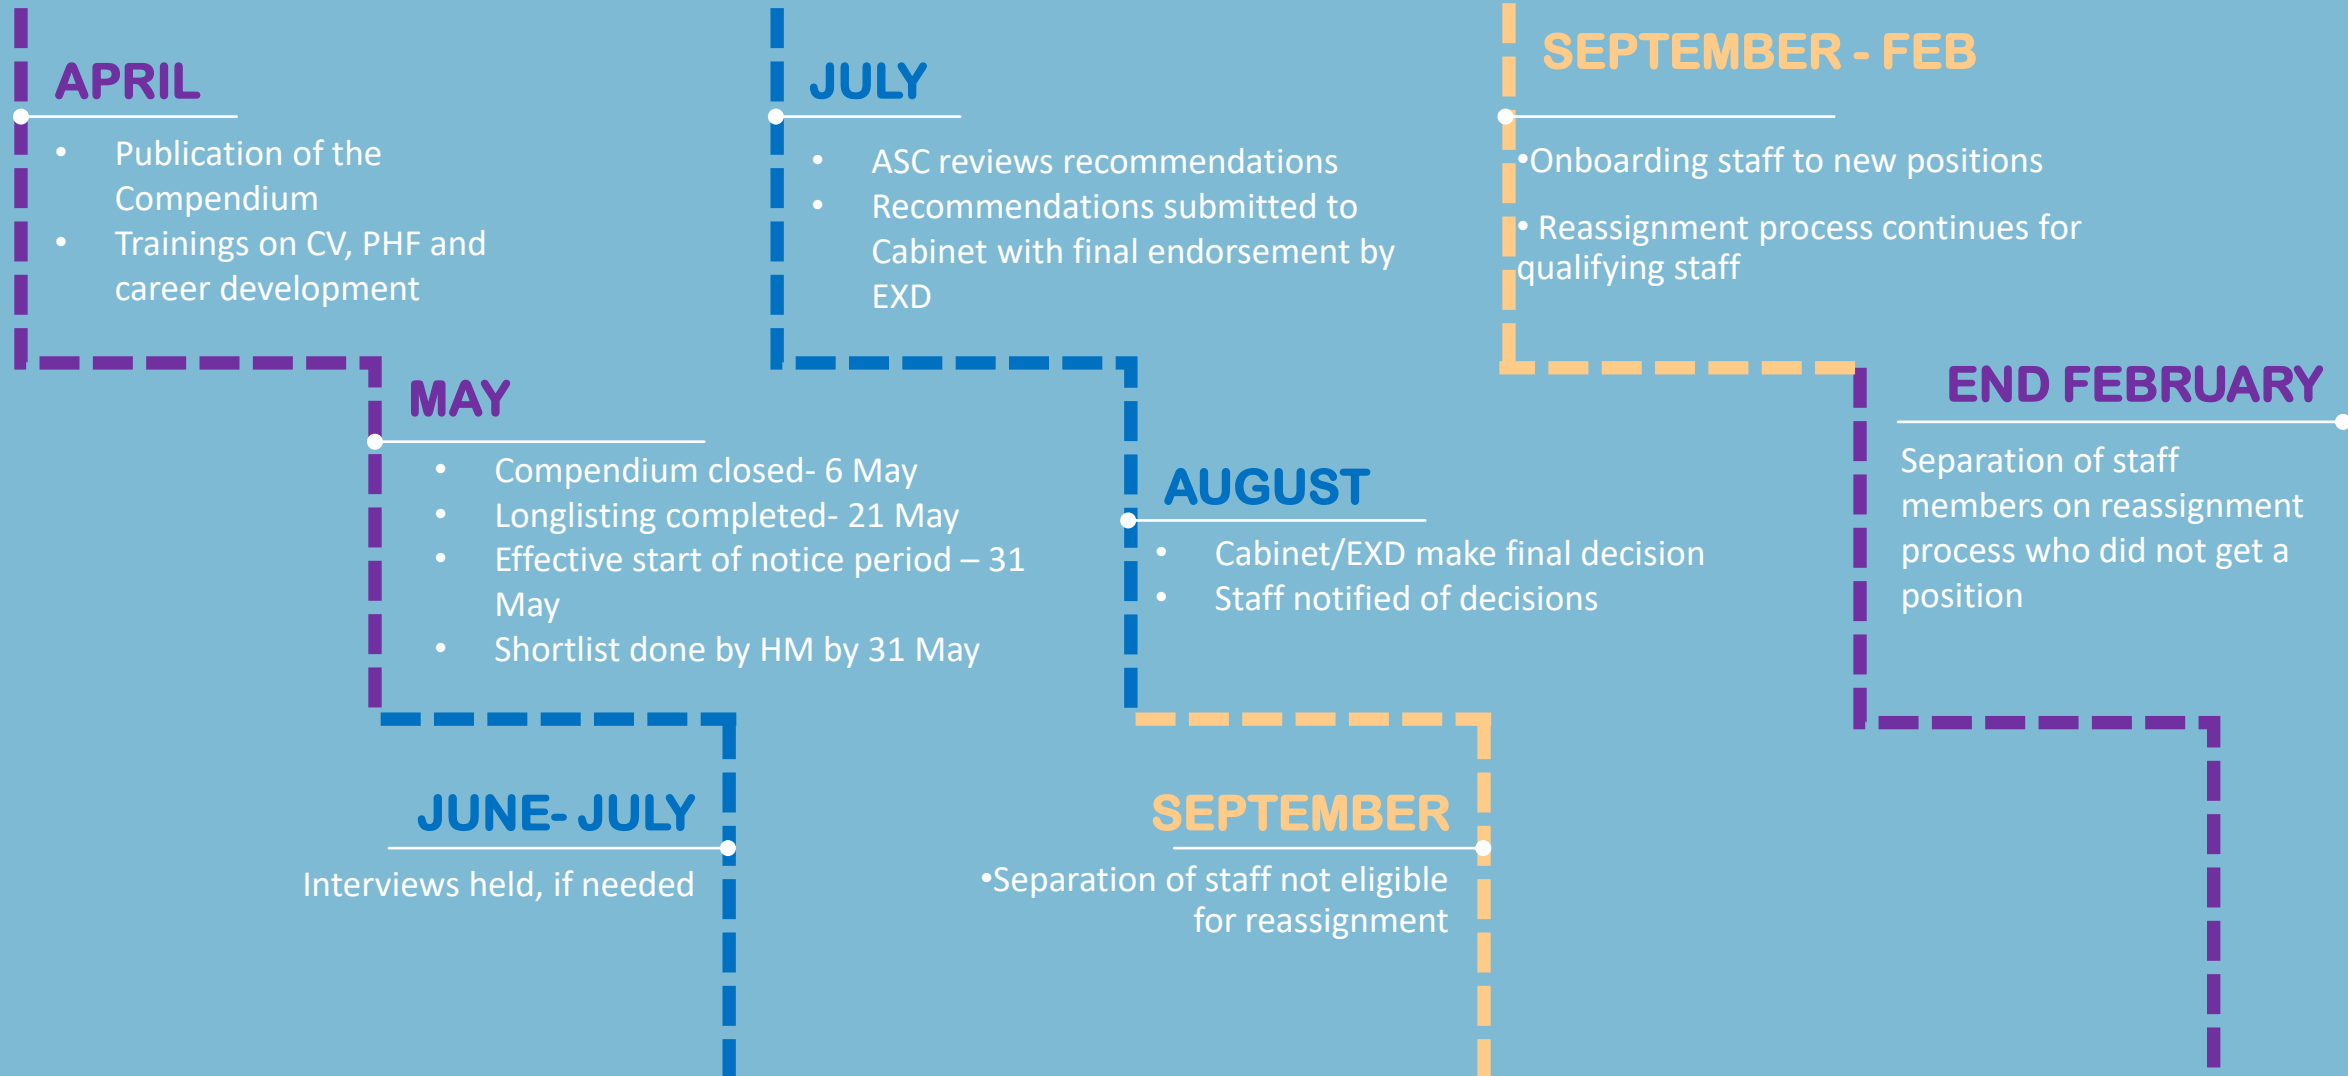 APRIL
• Publication of the
Compendium
• Trainings on CV, PHF and
career development
MAY
• Compendium closed- 6 May
• Longlisting completed- 21 May
• Effective start of notice period – 31
May
• Shortlist done by HM by 31 May
JUNE- JULY
Interviews held, if needed
JULY
• ASC reviews recommendations
• Recommendations submitted to
Cabinet with final endorsement by
EXD
AUGUST
• Cabinet/EXD make final decision
• Staff notified of decisions
SEPTEMBER
•Separation of staff not eligible
for reassignment
SEPTEMBER - FEB
•Onboarding staff to new positions
• Reassignment process continues for
qualifying staff
END FEBRUARY
Separation of staff
members on reassignment
process who did not get a
position